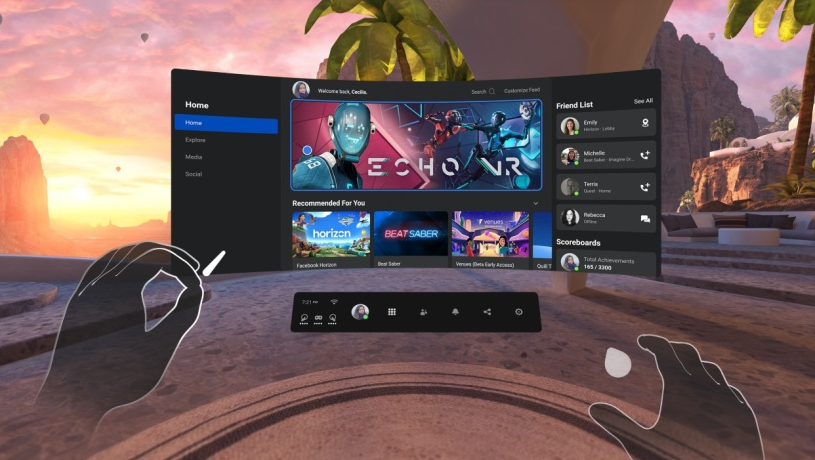 Home
Home
Explore
Media
Social
Welcome back, Cecilia.
Search
Customize Feed
ECHO VR
Recommended For You
horizon
Facebook Horizon
BEAT SABER
Beat Saber
venues
Venues (Beta Early Access)
Quill T
Friend List
See All
Emily
Horizon · Lobby
Michelle
Beat Saber · Imagine Dr...
Terris
Guest · Home
Rebecca
Offline
Scoreboards
Total Achievements
165 / 3300
7:21 PM